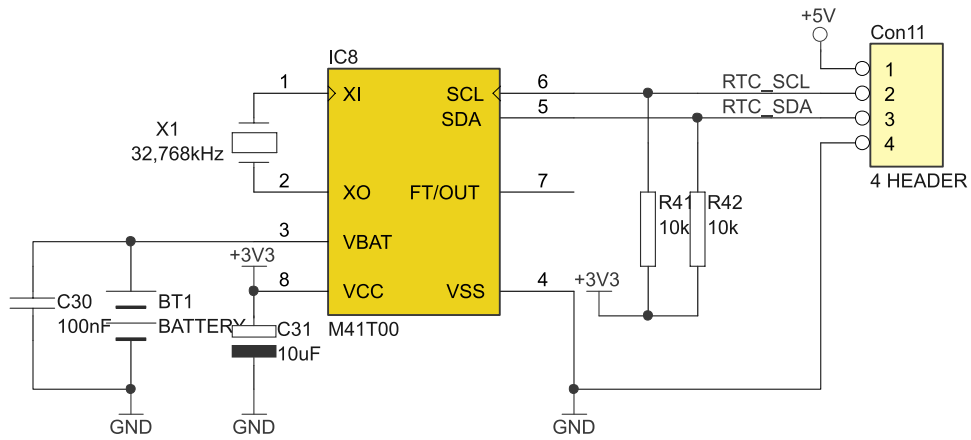 +5V
Con11
IC8
1
XI
SCL
6
RTC_SCL
1
2
X1
32,768kHz
SDA
5
RTC_SDA
3
4
2
XO
FT/OUT
7
4 HEADER
R41
10k
R42
10k
3
VBAT
+3V3
8
VCC
VSS
4
+3V3
C30
100nF
BT1
BATTERY
C31
10uF
M41T00
GND
GND
GND